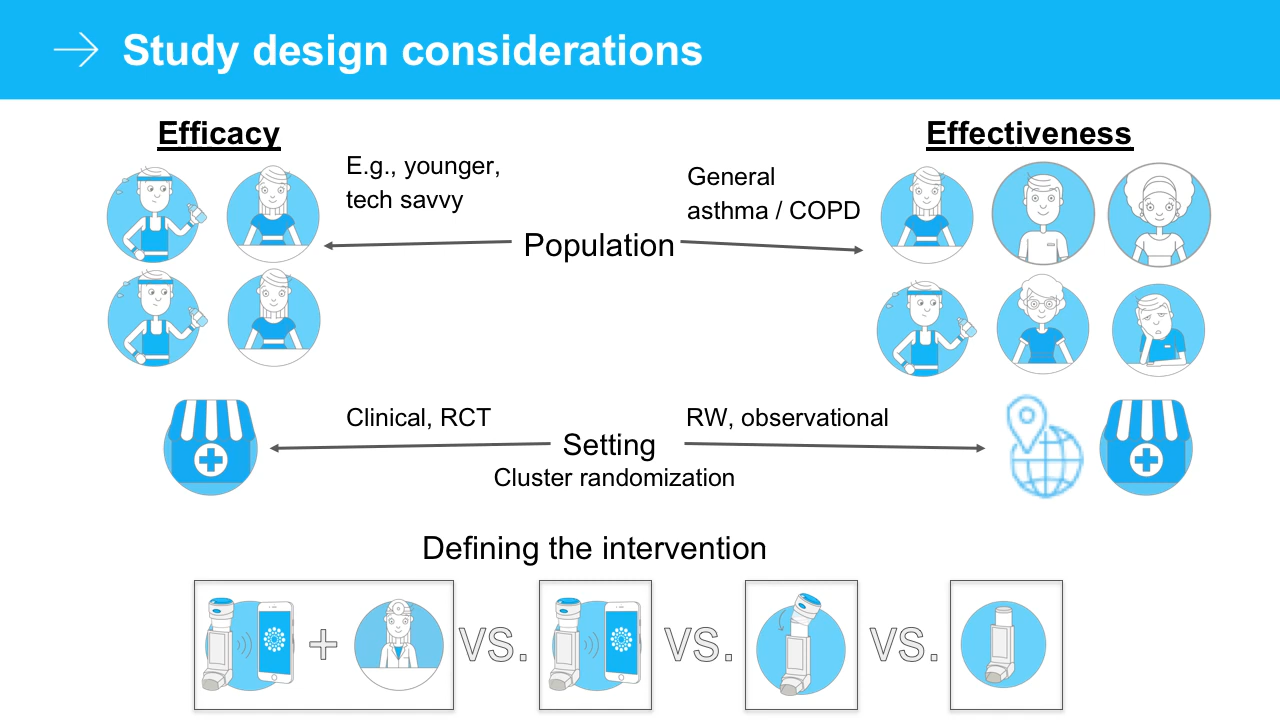 Study design considerations
Efficacy
Effectiveness
E.g., younger,
tech savvy
General
asthma / COPD
Population
Clinical, RCT
RW, observational
Setting
Cluster randomization
Defining the intervention
+ VS. VS. VS.